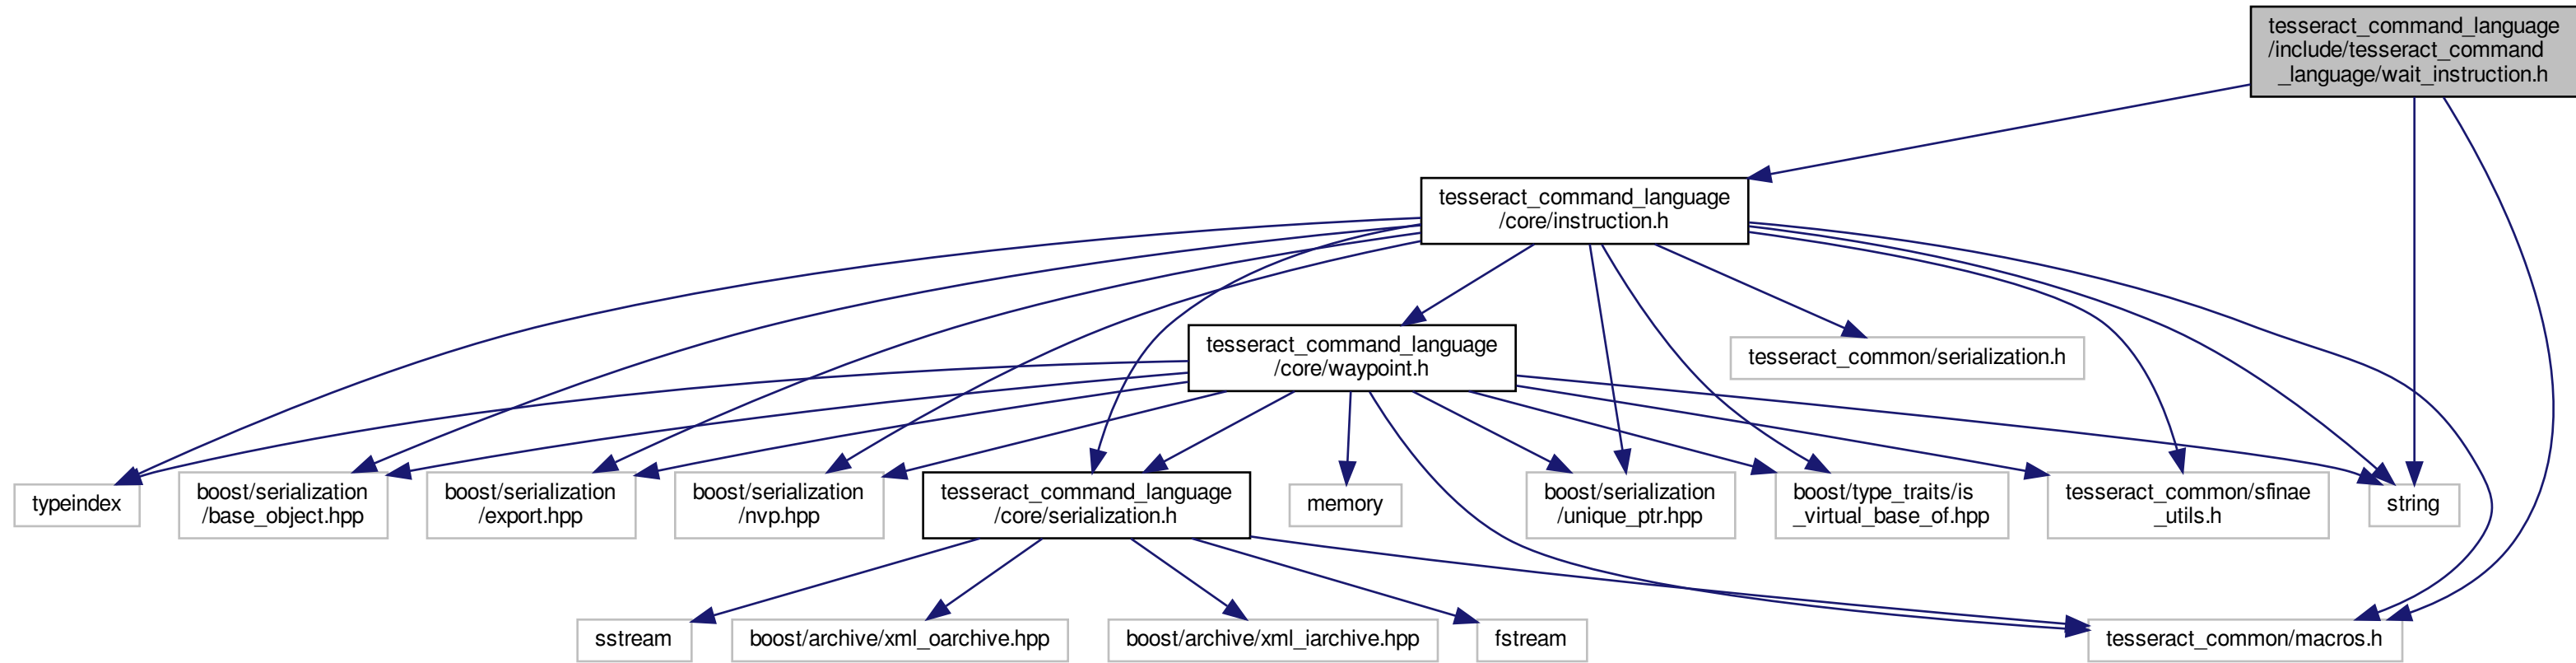 tesseract_command_language
/include/tesseract_command
_language/wait_instruction.h
tesseract_command_language
/core/instruction.h
tesseract_command_language
/core/waypoint.h
tesseract_common/serialization.h
typeindex
boost/serialization
/base_object.hpp
boost/serialization
/export.hpp
boost/serialization
/nvp.hpp
tesseract_command_language
/core/serialization.h
memory
boost/serialization
/unique_ptr.hpp
boost/type_traits/is
_virtual_base_of.hpp
tesseract_common/sfinae
_utils.h
string
sstream
boost/archive/xml_oarchive.hpp
boost/archive/xml_iarchive.hpp
fstream
tesseract_common/macros.h